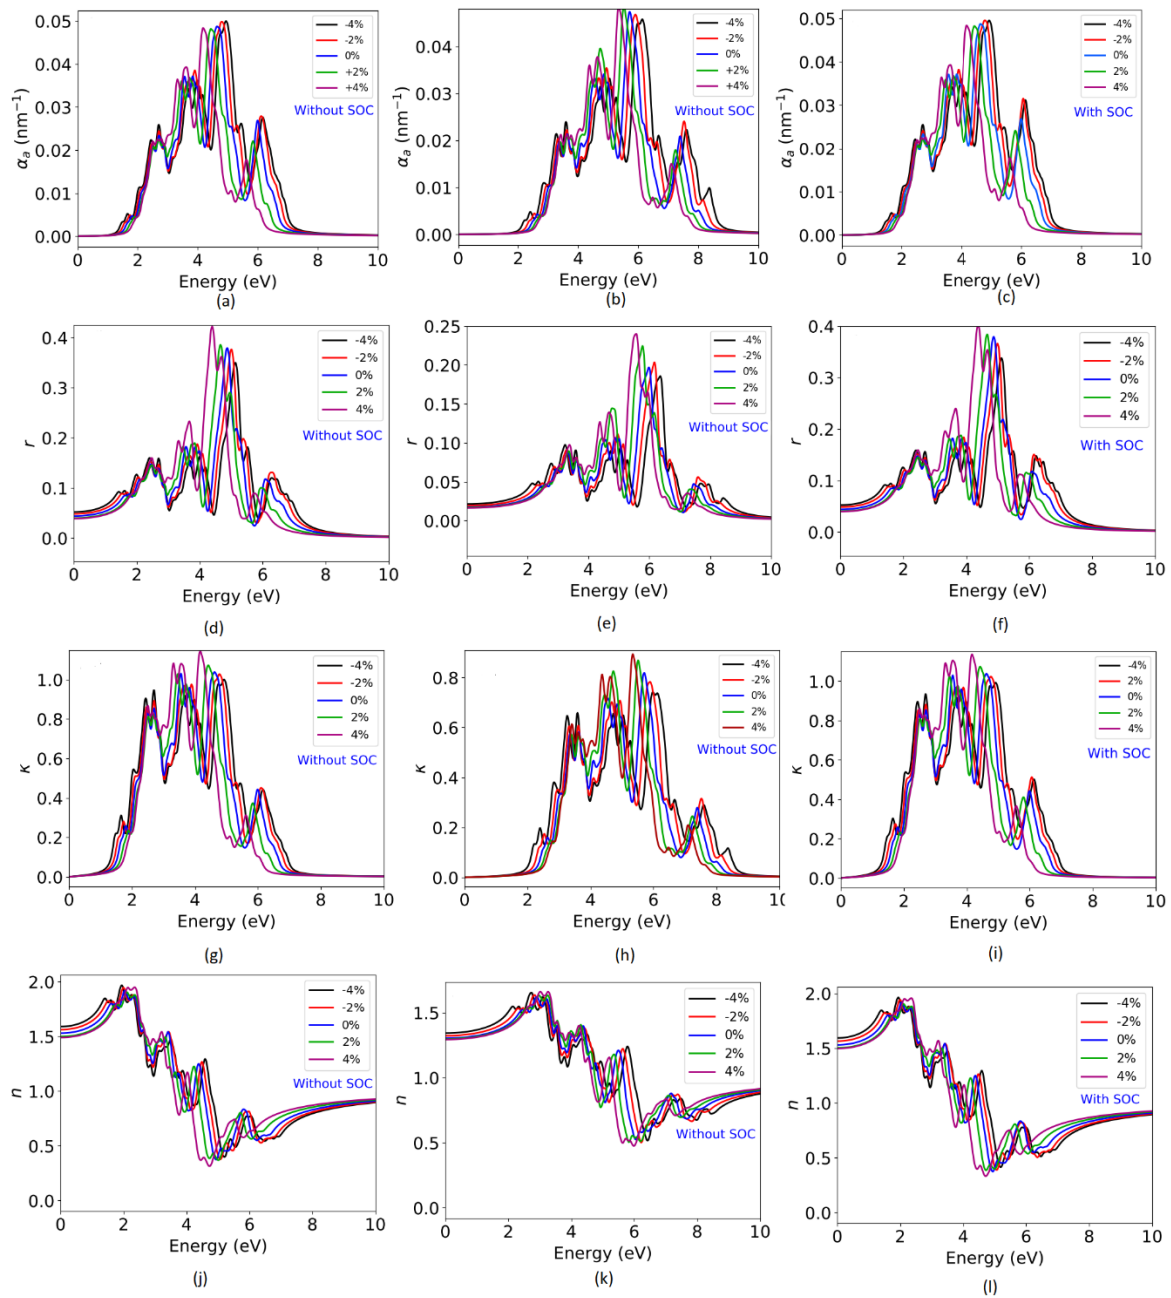 0.05
0.04
0.03
0.02
0.01
0.00
αa (nm−1)
-4%
-2%
0%
+2%
+4%
Without SOC
0 2 4 6 8 10
Energy (eV)
(a)
0.04
0.03
0.02
0.01
0.00
αa (nm−1)
-4%
-2%
0%
+2%
+4%
Without SOC
0 2 4 6 8 10
Energy (eV)
(b)
0.05
0.04
0.03
0.02
0.01
0.00
αa (nm−1)
-4%
-2%
0%
2%
4%
With SOC
0 2 4 6 8 10
Energy (eV)
(c)
0.4
0.3
0.2
0.1
0.0
r
-4%
-2%
0%
2%
4%
Without SOC
0 2 4 6 8 10
Energy (eV)
(d)
0.25
0.20
0.15
0.10
0.05
0.00
r
-4%
-2%
0%
2%
4%
Without SOC
0 2 4 6 8 10
Energy (eV)
(e)
0.4
0.3
0.2
0.1
0.0
r
-4%
-2%
0%
2%
4%
With SOC
0 2 4 6 8 10
Energy (eV)
(f)
1.0
0.8
0.6
0.4
0.2
0.0
κ
-4%
-2%
0%
2%
4%
Without SOC
0 2 4 6 8 10
Energy (eV)
(g)
0.8
0.6
0.4
0.2
0.0
κ
-4%
-2%
0%
2%
4%
Without SOC
0 2 4 6 8 10
Energy (eV)
(h)
1.0
0.8
0.6
0.4
0.2
0.0
κ
-4%
2%
0%
2%
4%
With SOC
0 2 4 6 8 10
Energy (eV)
(i)
2.0
1.5
1.0
0.5
0.0
n
-4%
-2%
0%
2%
4%
Without SOC
0 2 4 6 8 10
Energy (eV)
(j)
1.5
1.0
0.5
0.0
n
-4%
-2%
0%
2%
4%
Without SOC
0 2 4 6 8 10
Energy (eV)
(k)
2.0
1.5
1.0
0.5
0.0
n
-4%
-2%
0%
2%
4%
With SOC
0 2 4 6 8 10
Energy (eV)
(l)